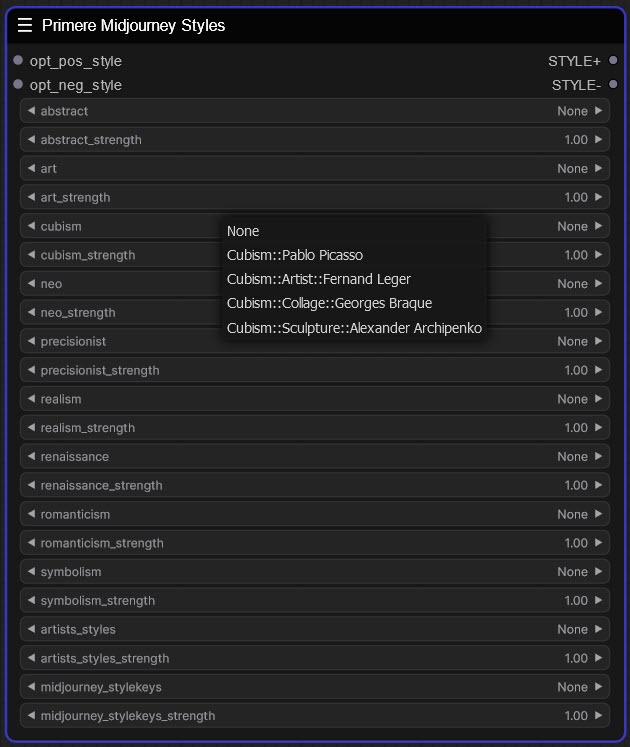 Primere Midjourney Styles
opt_pos_style STYLE+
opt_neg_style STYLE-
abstract None
abstract_strength 1.00
art None
art_strength 1.00
cubism None
cubism_strength 1.00
neo None
neo_strength 1.00
None
Cubism::Pablo Picasso
Cubism::Artist::Fernand Leger
Cubism::Collage::Georges Braque
Cubism::Sculpture::Alexander Archipenko
precisionist None
precisionist_strength 1.00
realism None
realism_strength 1.00
renaissance None
renaissance_strength 1.00
romanticism None
romanticism_strength 1.00
symbolism None
symbolism_strength 1.00
artists_styles None
artists_styles_strength 1.00
midjourney_stylekeys None
midjourney_stylekeys_strength 1.00